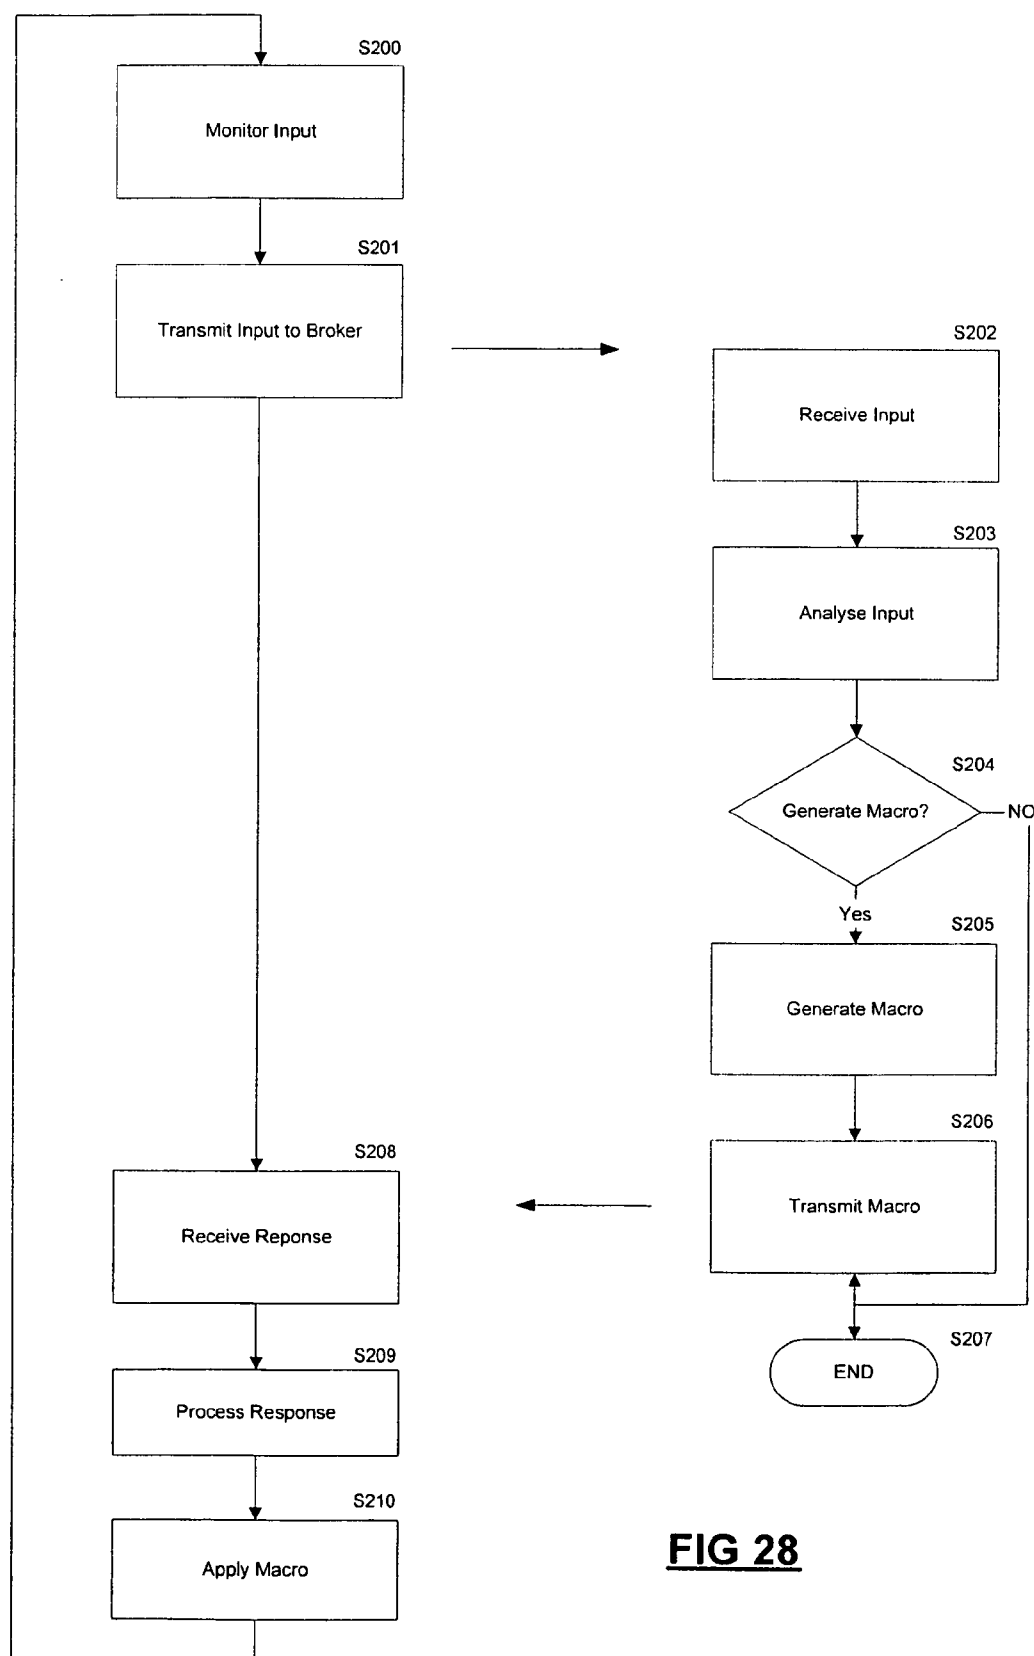 S200
Monitor Input
S201
Transmit Input to Broker
S202
Receive Input
S203
Analyse Input
S204
Generate Macro?
NO
Yes
S205
Generate Macro
S206
Transmit Macro
S208
Receive Reponse
S207
END
S209
Process Response
S210
Apply Macro
FIG 28